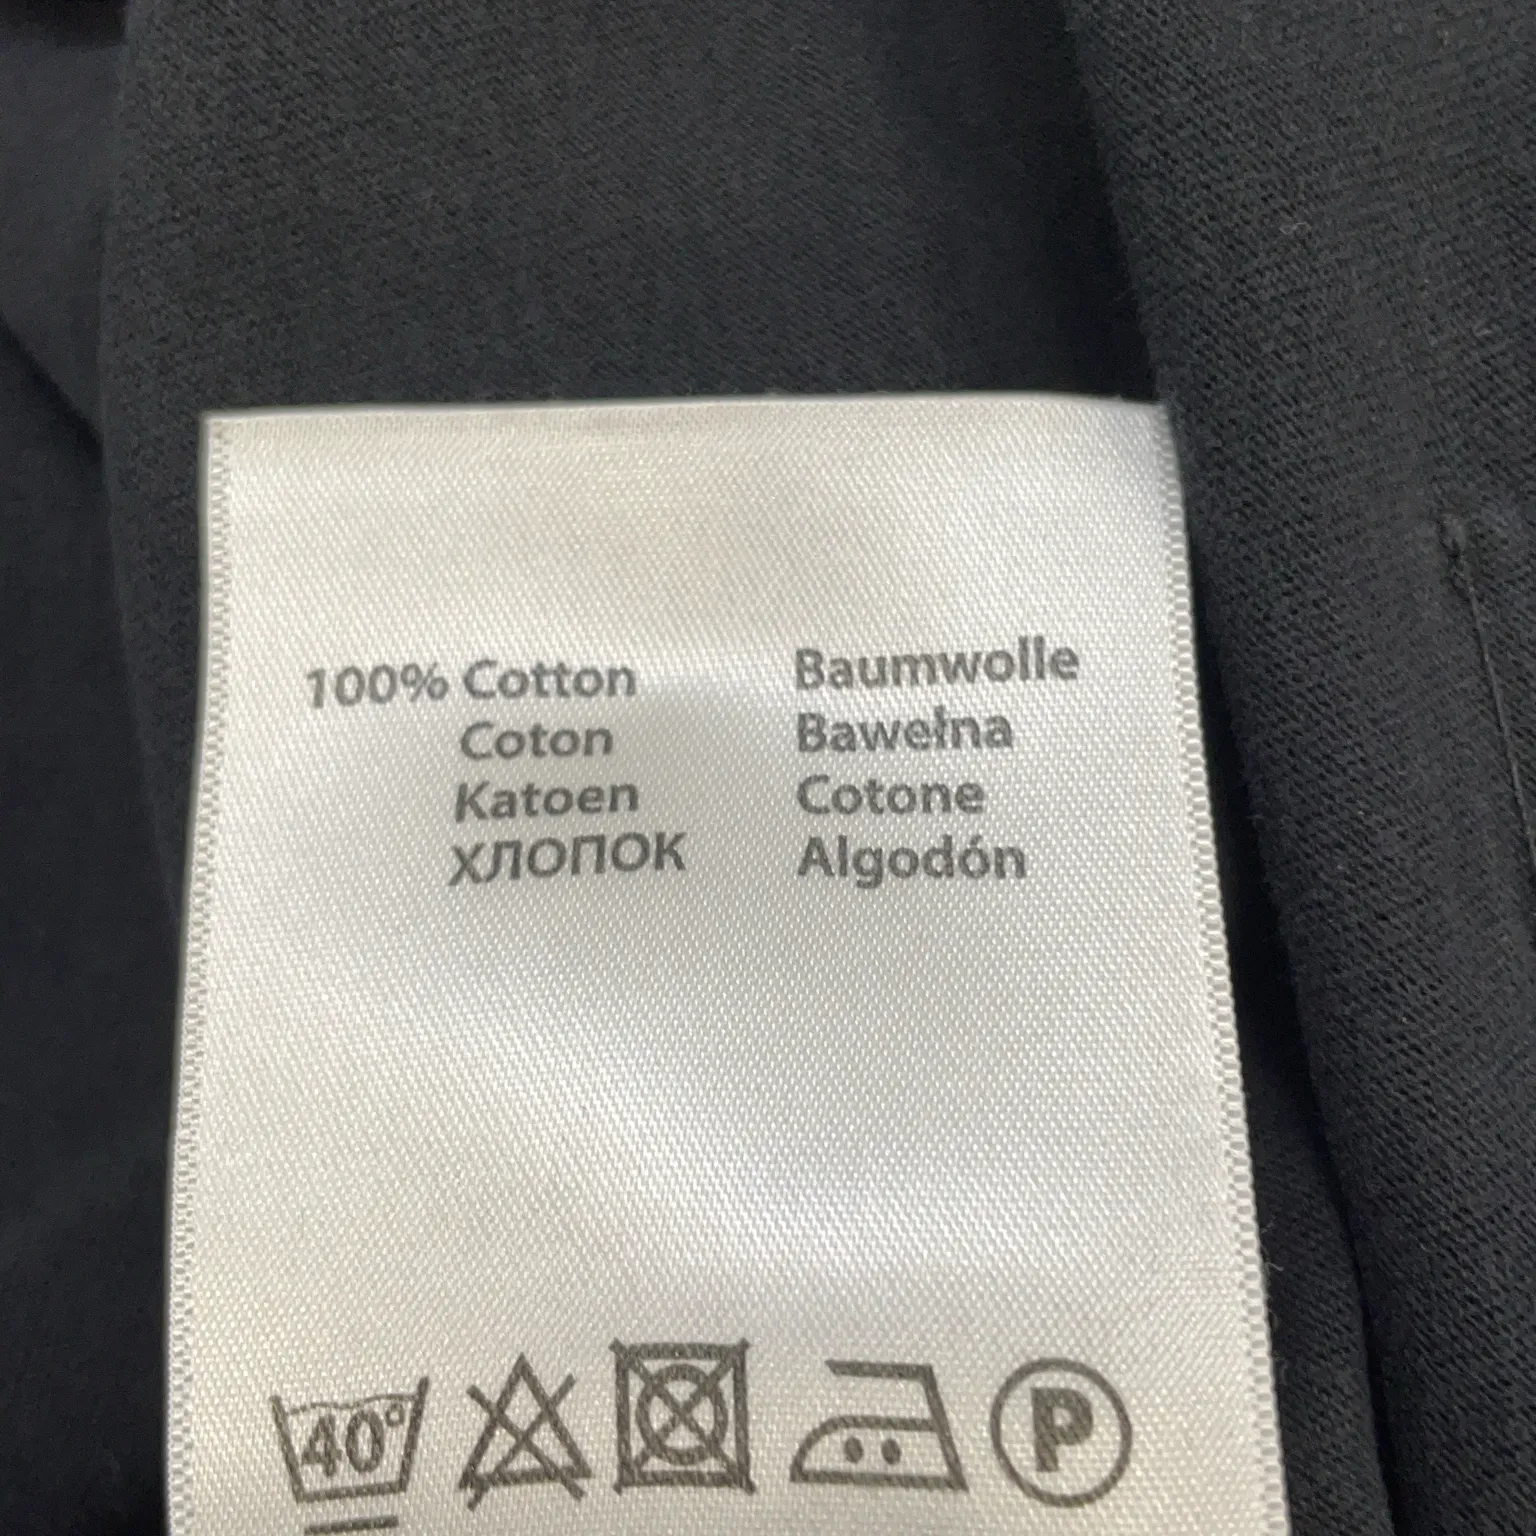 100% Cotton
Coton
Katoen
ХЛОПОК
Baumwolle
Bawełna
Cotone
Algodón
40°
P